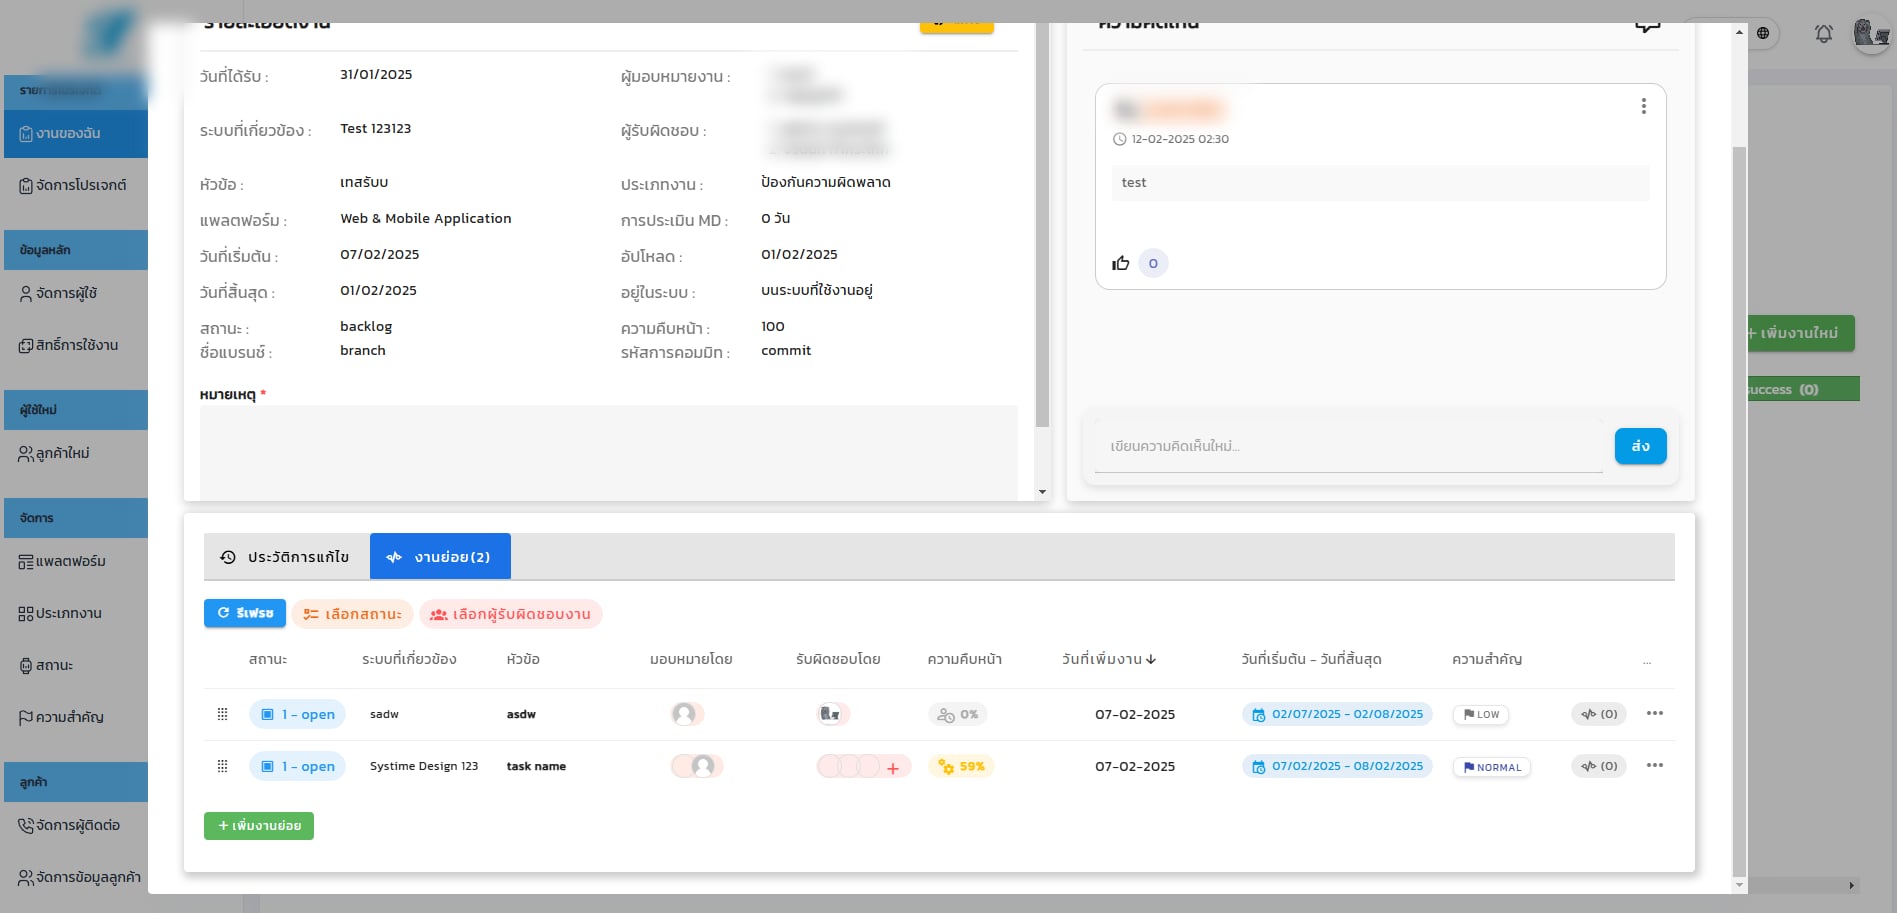 รายละเอียดงาน
ความคิดเห็น
วันที่ได้รับ :
31/01/2025
ผู้มอบหมายงาน :
ระบบที่เกี่ยวข้อง :
Test 123123
ผู้รับผิดชอบ :
หัวข้อ :
เทสรับบ
ประเภทงาน :
ป้องกันความผิดพลาด
แพลตฟอร์ม :
Web & Mobile Application
การประเมิน MD :
0 วัน
วันที่เริ่มต้น :
07/02/2025
อัปโหลด :
01/02/2025
วันที่สิ้นสุด :
01/02/2025
อยู่ในระบบ :
บนระบบที่ใช้งานอยู่
สถานะ :
backlog
ความคืบหน้า :
100
ชื่อแบรนช์ :
branch
รหัสการคอมมิท :
commit
หมายเหตุ *
12-02-2025 02:30
test
0
เขียนความคิดเห็นใหม่...
ส่ง
ประวัติการแก้ไข
งานย่อย(2)
รีเฟรช
เลือกสถานะ
เลือกผู้รับผิดชอบงาน
สถานะ ระบบที่เกี่ยวข้อง หัวข้อ มอบหมายโดย รับผิดชอบโดย ความคืบหน้า วันที่เพิ่มงาน วันที่เริ่มต้น - วันที่สิ้นสุด ความสำคัญ ...
1 - open sadw asdw 0% 07-02-2025 02/07/2025 - 02/08/2025 LOW (0)
1 - open Systime Design 123 task name 59% 07-02-2025 07/02/2025 - 08/02/2025 NORMAL (0)
+ เพิ่มงานย่อย
รายการโปรเจกต์
งานของฉัน
จัดการโปรเจกต์
ข้อมูลหลัก
จัดการผู้ใช้
สิทธิ์การใช้งาน
ผู้ใช้ใหม่
ลูกค้าใหม่
จัดการ
แพลตฟอร์ม
ประเภทงาน
สถานะ
ความสำคัญ
ลูกค้า
จัดการผู้ติดต่อ
จัดการข้อมูลลูกค้า
+ เพิ่มงานใหม่
success (0)